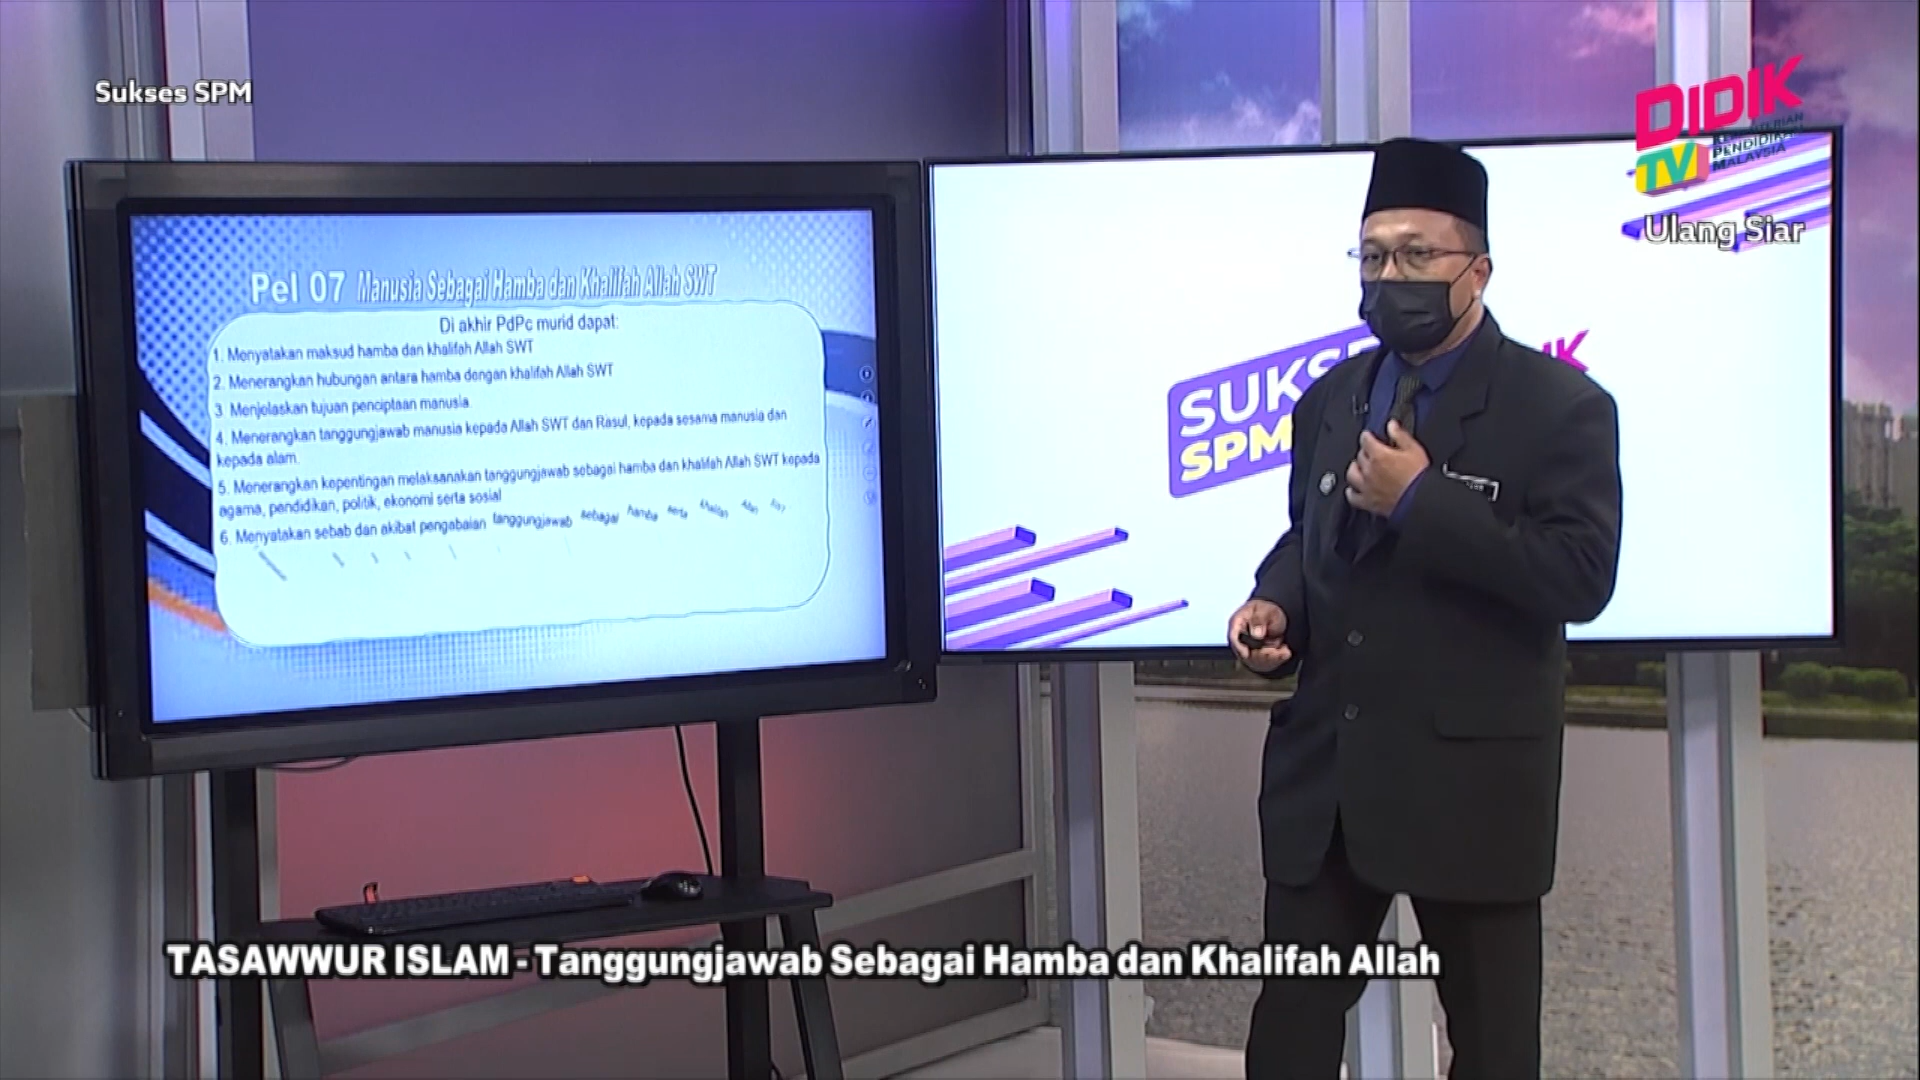 Sukses SPM
DIDIK
TV
KEMENTERIAN
PENDIDIKAN
MALAYSIA
Ulang Siar
Pel 07 Manusia Sebagai Hamba dan Khalifah Allah SWT
Di akhir PdPc murid dapat:
1. Menyatakan maksud hamba dan khalifah Allah SWT
2. Menerangkan hubungan antara hamba dengan khalifah Allah SWT
3 Menjelaskan tujuan penciptaan manusia.
4. Menerangkan tanggungjawab manusia kepada Allah SWT dan Rasul, kepada sesama manusia dan
kepada alam.
5. Menerangkan kepentingan melaksanakan tanggungjawab sebagai hamba dan khalifah Allah SWT kepada
agama, pendidikan, politik, ekonomi serta sosial
6. Menyatakan sebab dan akibat pengabaian tanggungjawab sebagai hamba serta khalifah
SUKSE
SPM
IK
TASAWWUR ISLAM - Tanggungjawab Sebagai Hamba dan Khalifah Allah